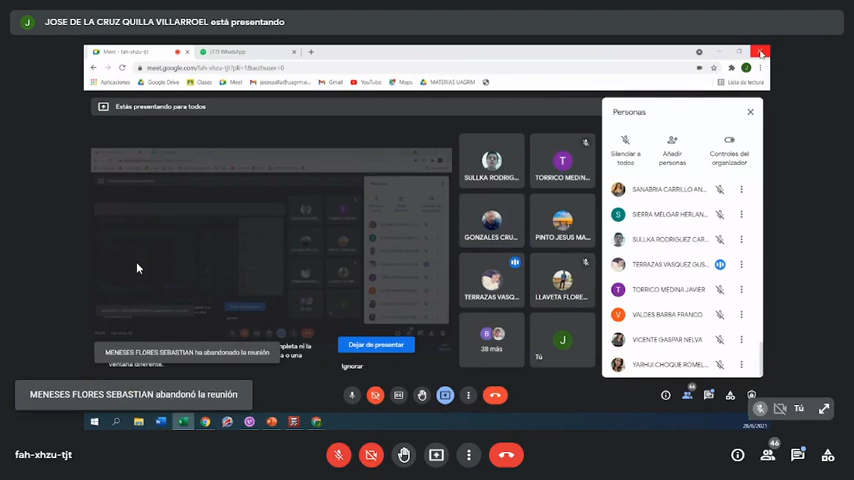 JOSE DE LA CRUZ QUILLA VILLARROEL está presentando
Meet - fah-xhzu-tjt
(17) WhatsApp
meet.google.com/fah-xhzu-tjt?pli=1&authuser=0
Aplicaciones
Google Drive
Clases
Meet
Gmail
YouTube
Maps
MATERIAS UAGRM
Lista de lectura
Estás presentando para todos
Personas
Silenciar a todos
Añadir personas
Controles del organizador
SULLKA RODRIG...
TORRICO MEDIN...
GONZALES CRU...
PINTO JESUS MA...
TERRAZAS VASQ...
LLAVETA FLORE...
B
38 más
J
Tú
SANABRIA CARRILLO AN...
SIERRA MELGAR HERLAN...
SULLKA RODRIGUEZ CAR...
TERRAZAS VASQUEZ GUS...
TORRICO MEDINA JAVIER
VALDES BARBA FRANCO
VICENTE GASPAR NELVA
YARHUI CHOQUE ROMEL...
MENESES FLORES SEBASTIAN ha abandonado la reunión
Dejar de presentar
Ignorar
MENESES FLORES SEBASTIAN abandonó la reunión
Tú
28/6/2021
fah-xhzu-tjt
46